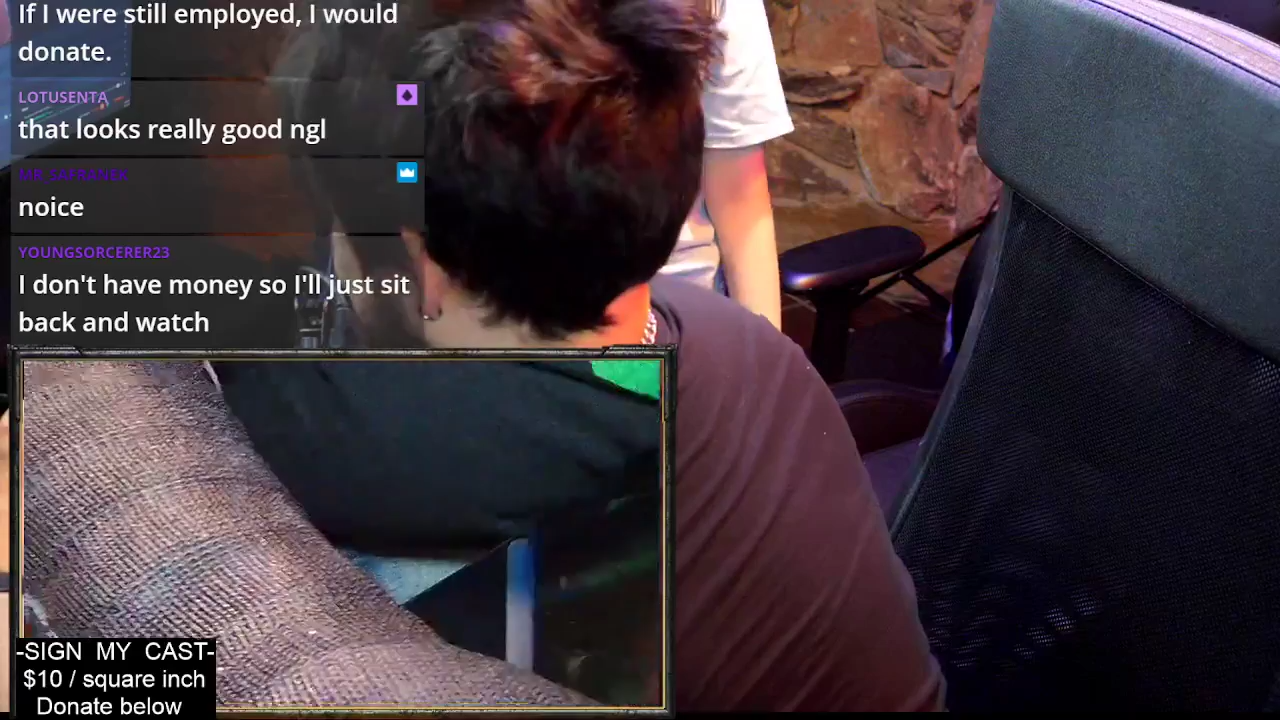 If I were still employed, I would
donate.
LOTUSENTA
that looks really good ngl
MR_SAFRANEK
noice
YOUNGSORCERER23
I don't have money so I'll just sit
back and watch
-SIGN MY CAST-
$10 / square inch
Donate below